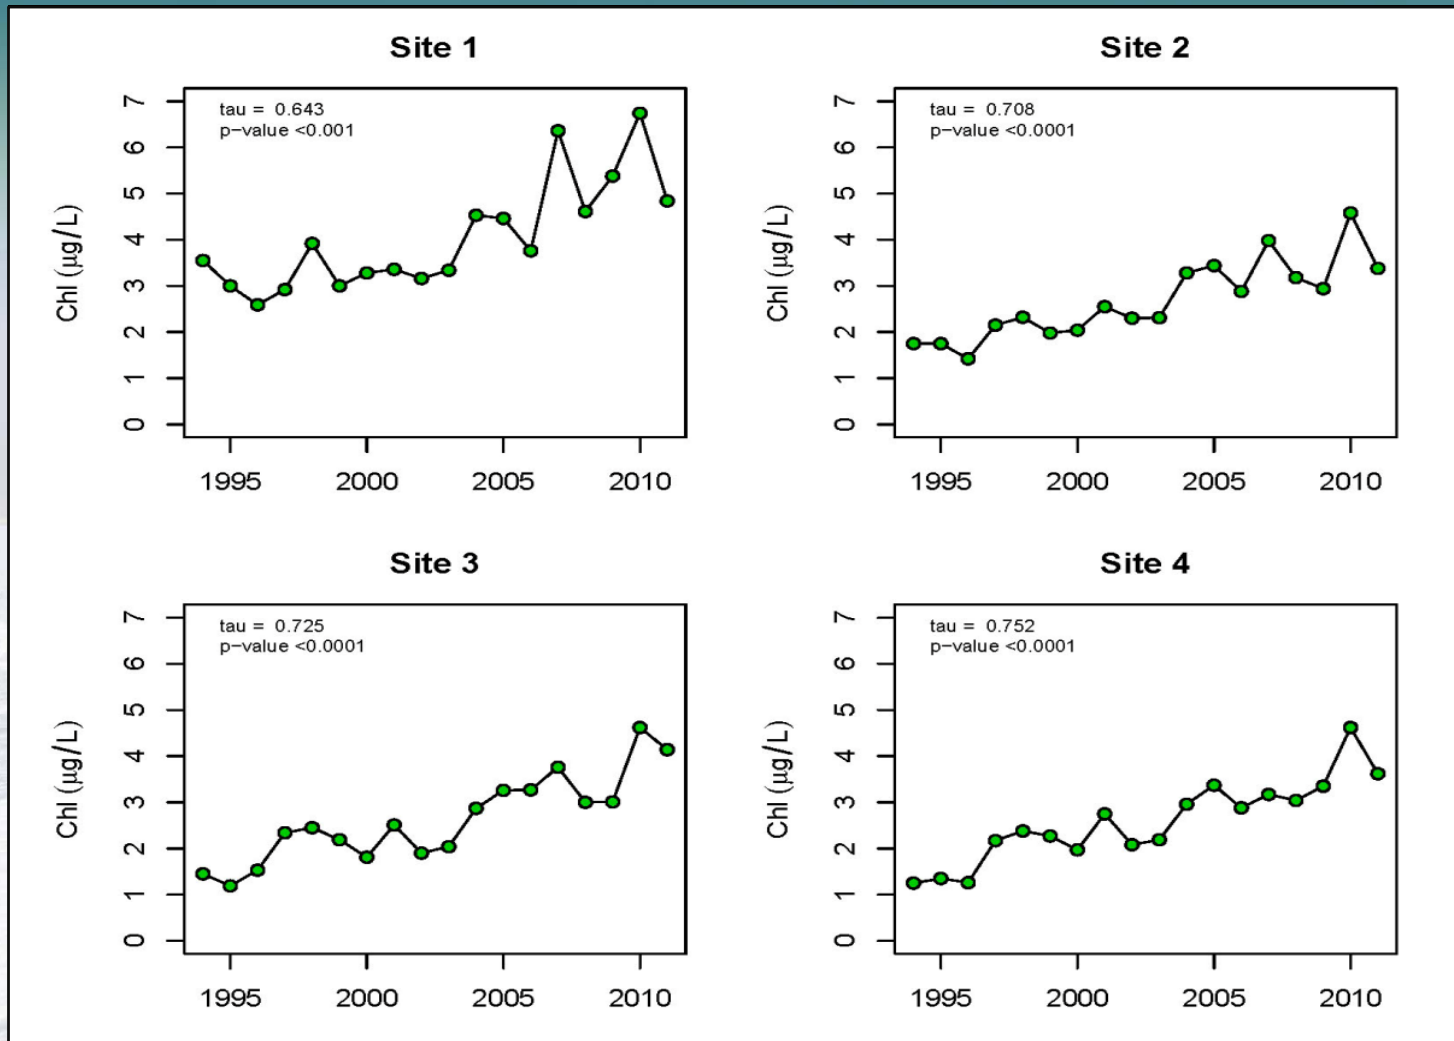 Site 1
tau = 0.643
p-value <0.001
Chl (µg/L)
7
6
5
4
3
2
1
0
1995 2000 2005 2010
Site 2
tau = 0.708
p-value <0.0001
Chl (µg/L)
7
6
5
4
3
2
1
0
1995 2000 2005 2010
Site 3
tau = 0.725
p-value <0.0001
Chl (µg/L)
7
6
5
4
3
2
1
0
1995 2000 2005 2010
Site 4
tau = 0.752
p-value <0.0001
Chl (µg/L)
7
6
5
4
3
2
1
0
1995 2000 2005 2010